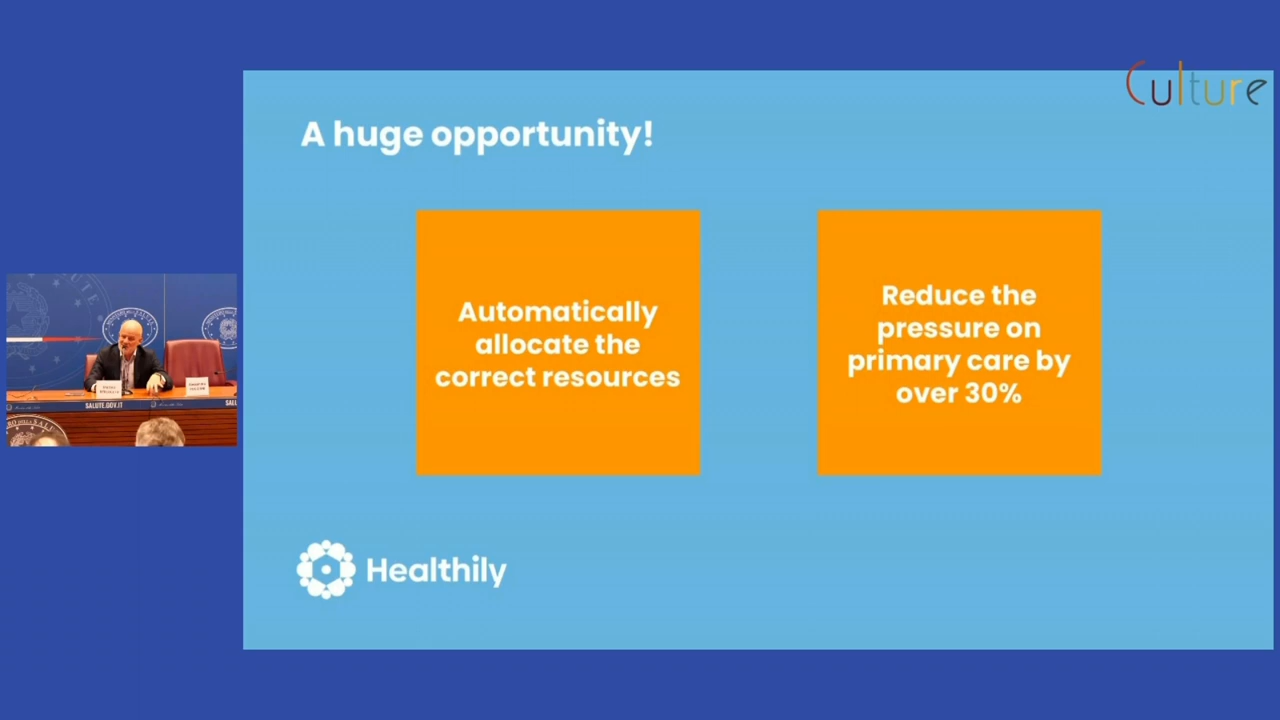 Culture
A huge opportunity!
Automatically
allocate the
correct resources
Reduce the
pressure on
primary care by
over 30%
Healthily
SALUTE.GOV.IT